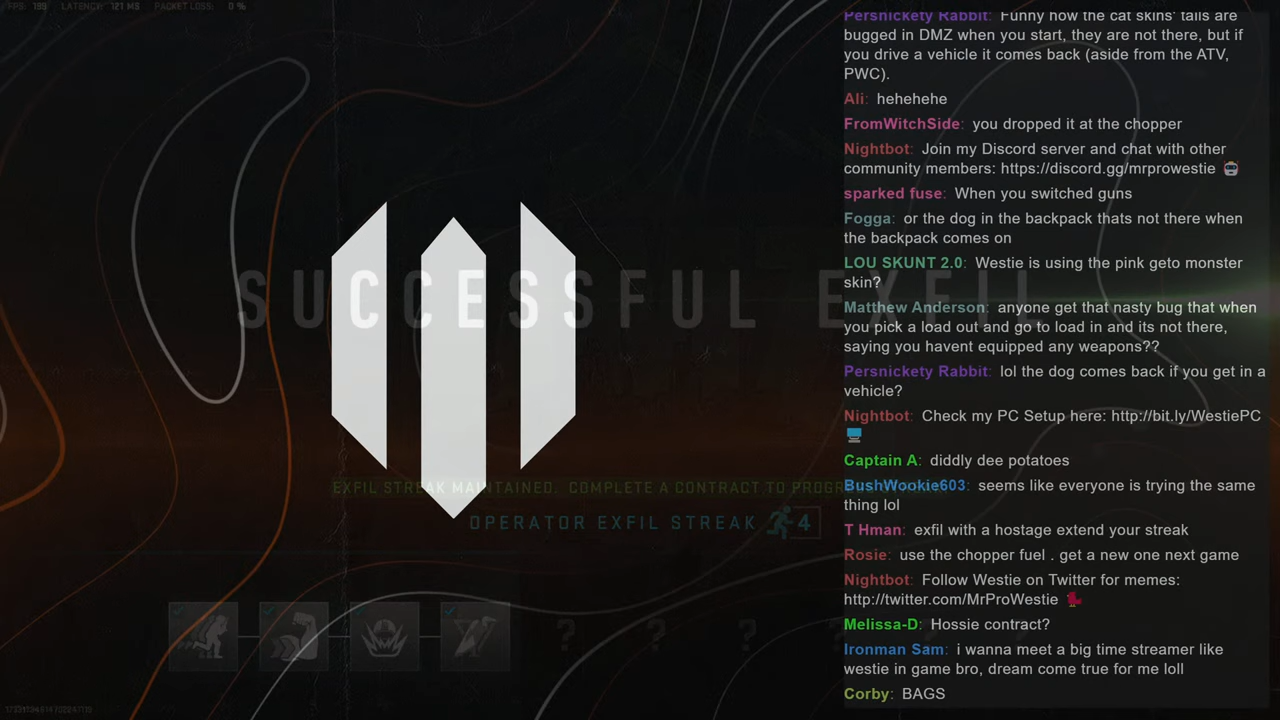 FPS: 193 LATENCY: 121 MS PACKET LOSS: 0 %
SUCCESSFUL EXFIL
EXFIL STREAK MAINTAINED. COMPLETE A CONTRACT TO
OPERATOR EXFIL STREAK 4
? ? ? ?
Persnickety Rabbit: Funny how the cat skins' tails are
bugged in DMZ when you start, they are not there, but if
you drive a vehicle it comes back (aside from the ATV,
PWC).
Ali: hehehehe
FromWitchSide: you dropped it at the chopper
Nightbot: Join my Discord server and chat with other
community members: https://discord.gg/mrprowestie
sparked fuse: When you switched guns
Fogga: or the dog in the backpack thats not there when
the backpack comes on
LOU SKUNT 2.0: Westie is using the pink geto monster
skin?
Matthew Anderson: anyone get that nasty bug that when
you pick a load out and go to load in and its not there,
saying you havent equipped any weapons??
Persnickety Rabbit: lol the dog comes back if you get in a
vehicle?
Nightbot: Check my PC Setup here: http://bit.ly/WestiePC
Captain A: diddly dee potatoes
BushWookie603: seems like everyone is trying the same
thing lol
T Hman: exfil with a hostage extend your streak
Rosie: use the chopper fuel . get a new one next game
Nightbot: Follow Westie on Twitter for memes:
http://twitter.com/MrProWestie
Melissa-D: Hossie contract?
Ironman Sam: i wanna meet a big time streamer like
westie in game bro, dream come true for me loll
Corby: BAGS